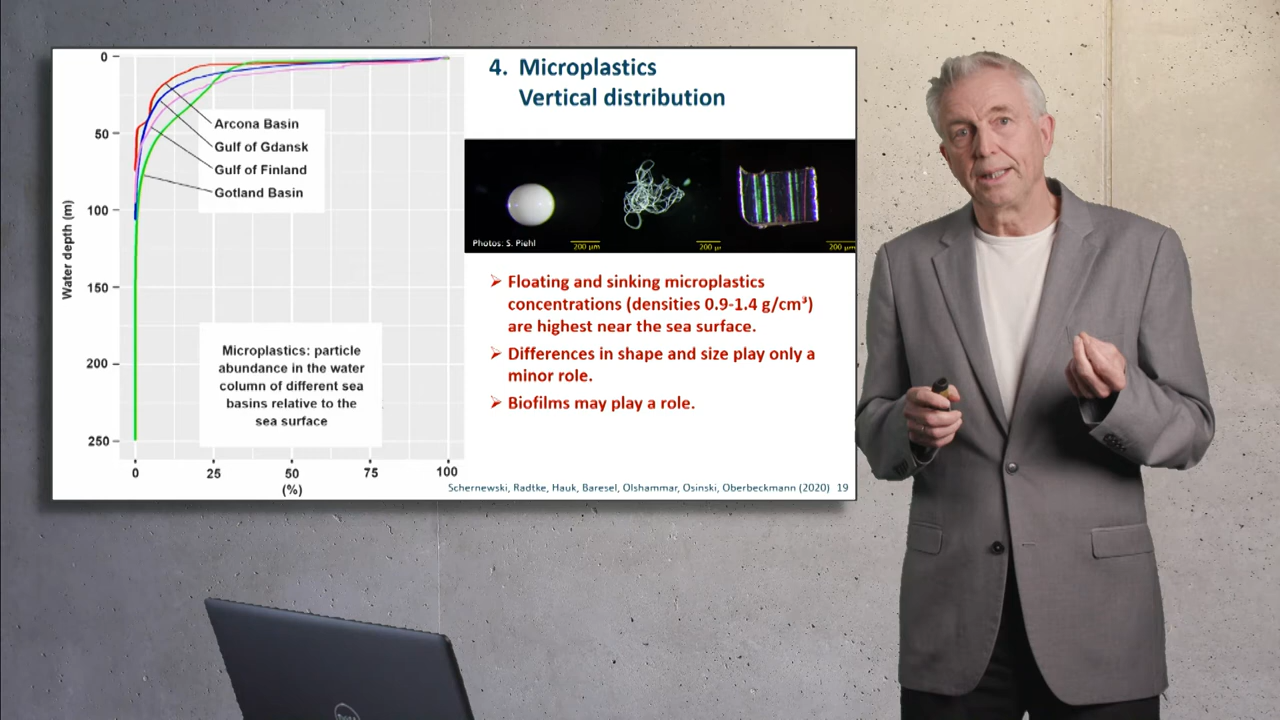 4. Microplastics
Vertical distribution
0
50
100
150
200
250
Water depth (m)
Arcona Basin
Gulf of Gdansk
Gulf of Finland
Gotland Basin
Microplastics: particle
abundance in the water
column of different sea
basins relative to the
sea surface
0 25 50 75 100
(%)
Photos: S. Piehl
200 µm
200 µ
200 µm
➢ Floating and sinking microplastics
concentrations (densities 0.9-1.4 g/cm³)
are highest near the sea surface.
➢ Differences in shape and size play only a
minor role.
➢ Biofilms may play a role.
Schernewski, Radtke, Hauk, Baresel, Olshammar, Osinski, Oberbeckmann (2020) 19
DELL